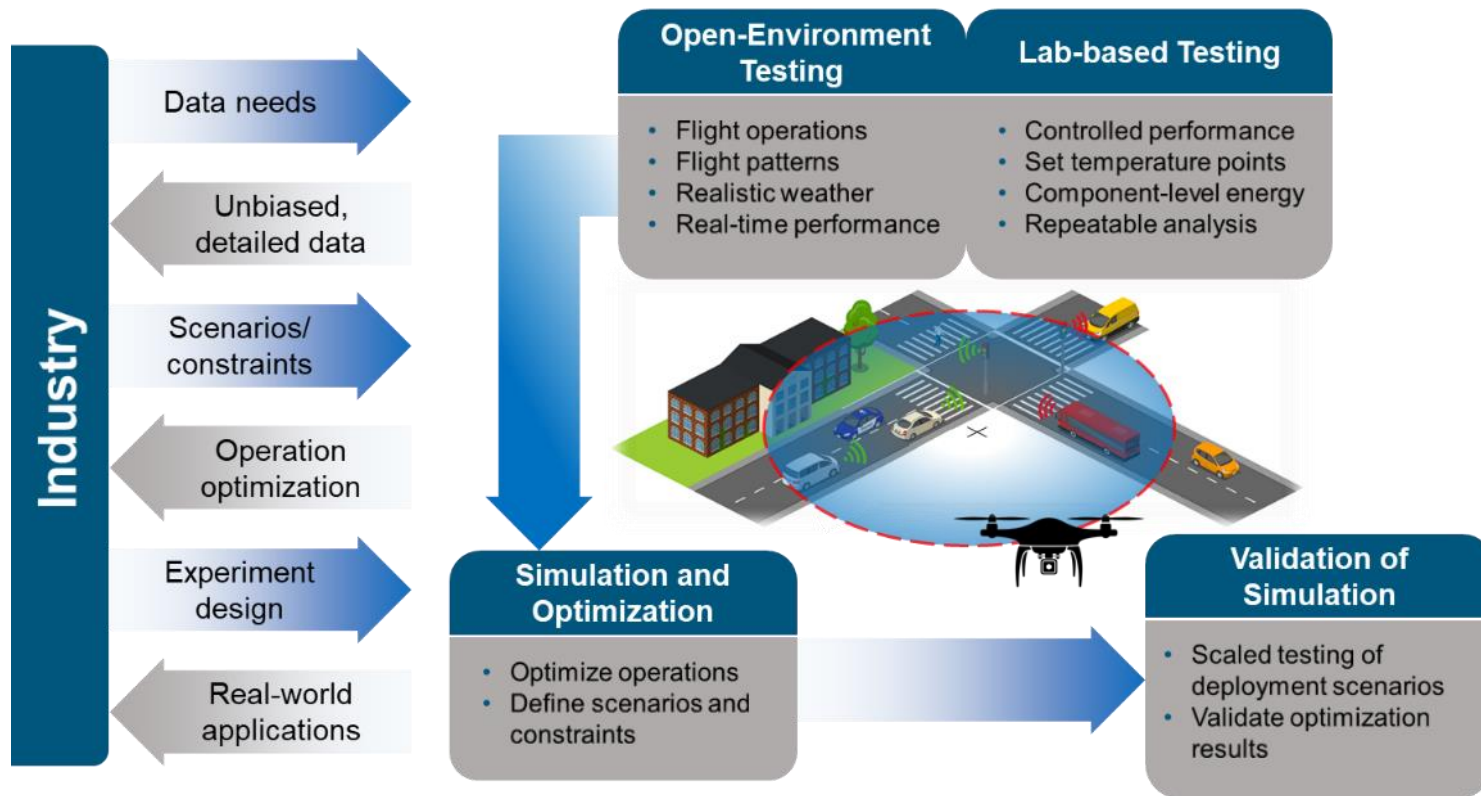 Industry
Data needs
Unbiased,
detailed data
Scenarios/
constraints
Operation
optimization
Experiment
design
Real-world
applications
Open-Environment
Testing
• Flight operations
• Flight patterns
• Realistic weather
• Real-time performance
Lab-based Testing
• Controlled performance
• Set temperature points
• Component-level energy
• Repeatable analysis
Simulation and
Optimization
• Optimize operations
• Define scenarios and
constraints
Validation of
Simulation
• Scaled testing of
deployment scenarios
• Validate optimization
results